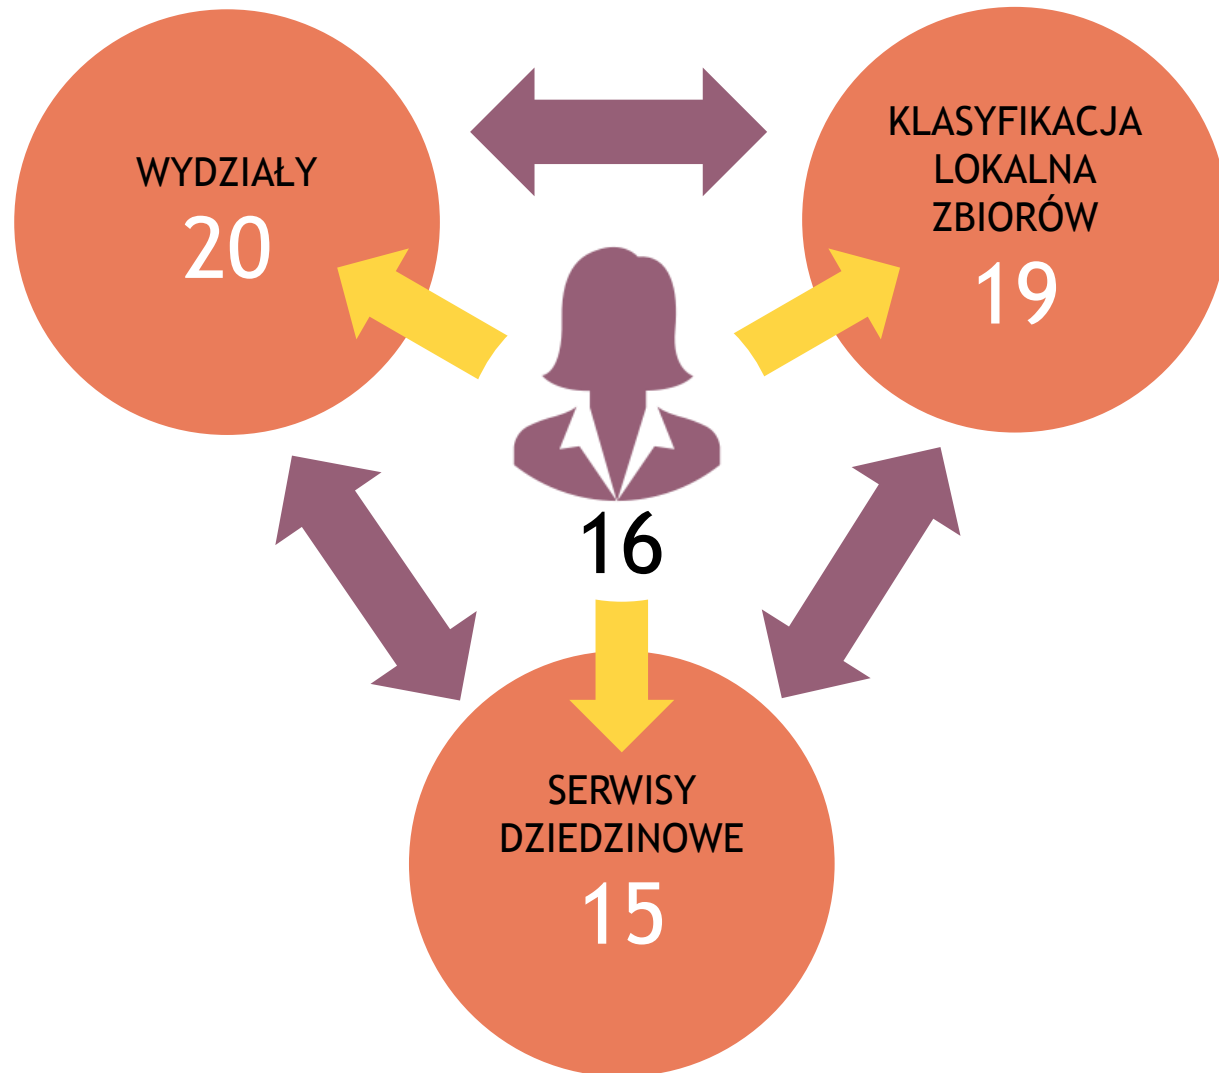 WYDZIAŁY
20
KLASYFIKACJA
LOKALNA
ZBIORÓW
19
16
SERWISY
DZIEDZINOWE
15